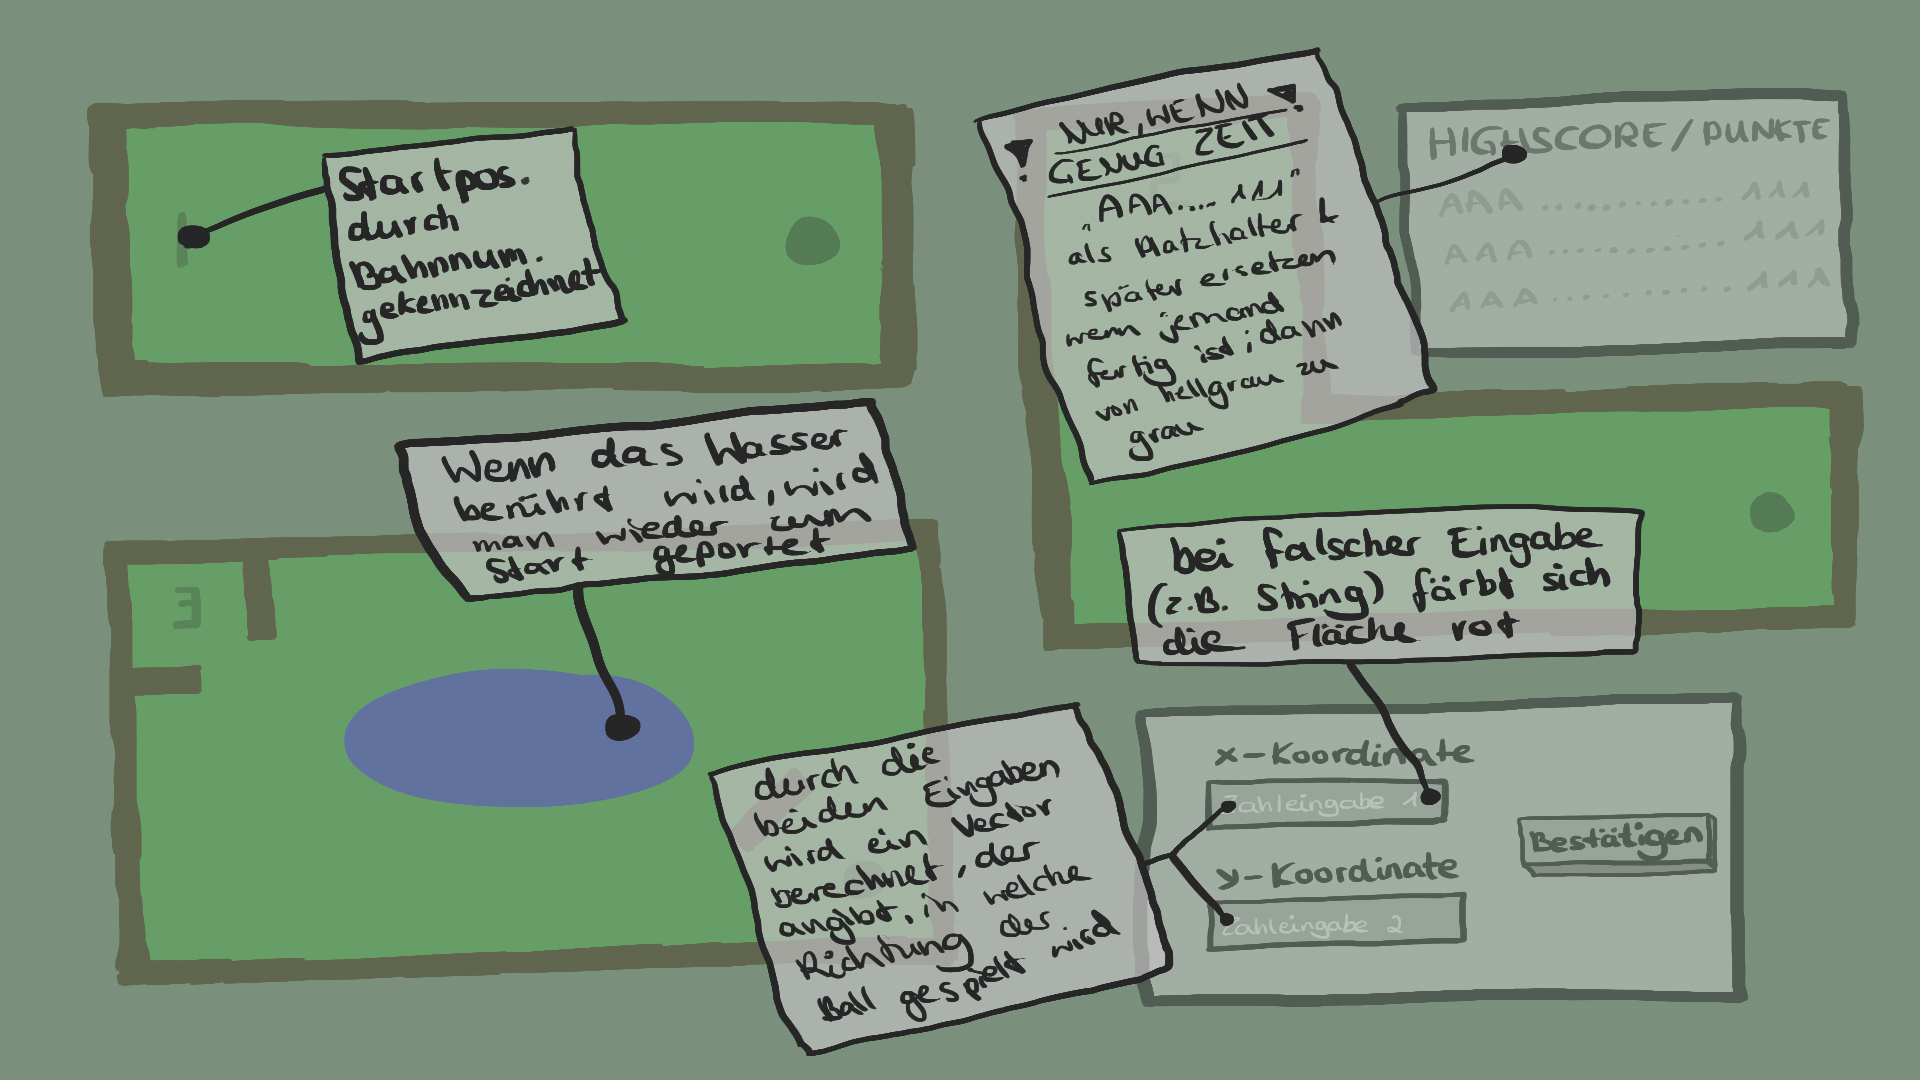 1
Startpos.
durch
Bahnnum.
gekennzeichnet
! NUR, WENN !
GENUG ZEIT
"AAA.... 111"
als Platzhalter &
später ersetzen
wenn jemand
fertig ist; dann
von hellgrau zu
grau
HIGHSCORE/PUNKTE
AAA ............ 111
AAA ............ 111
AAA ............ 111
Wenn das Wasser
berührt wird, wird
man wieder zum
Start geportet
3
bei falscher Eingabe
(z.B. String) färbt sich
die Fläche rot
durch die
beiden Eingaben
wird ein Vector
berechnet, der
angibt, in welche
Richtung der
Ball gespielt wird
x-Koordinate
Zahleingabe 1
y-Koordinate
Zahleingabe 2
Bestätigen